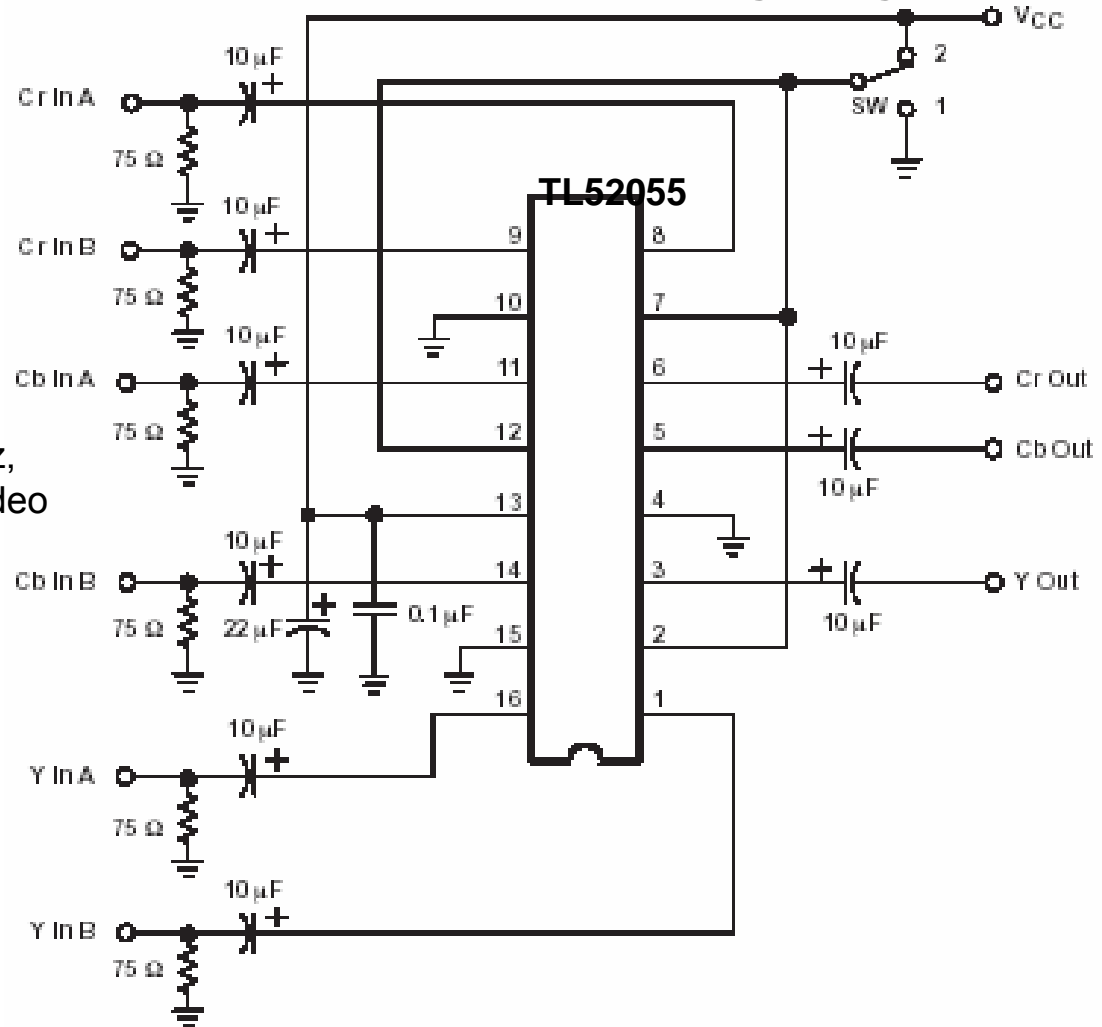 VCC
10 µF
2
Cr In A
SW
1
75 Ω
TL52055
10 µF
Cr In B
9
8
75 Ω
10
7
10 µF
10 µF
Cb In A
11
6
Cr Out
75 Ω
12
5
Cb Out
z,
deo
10 µF
13
4
10 µF
Cb In B
14
3
Y Out
75 Ω
22 µF
0.1 µF
10 µF
15
2
16
1
10 µF
Y In A
75 Ω
10 µF
Y In B
75 Ω